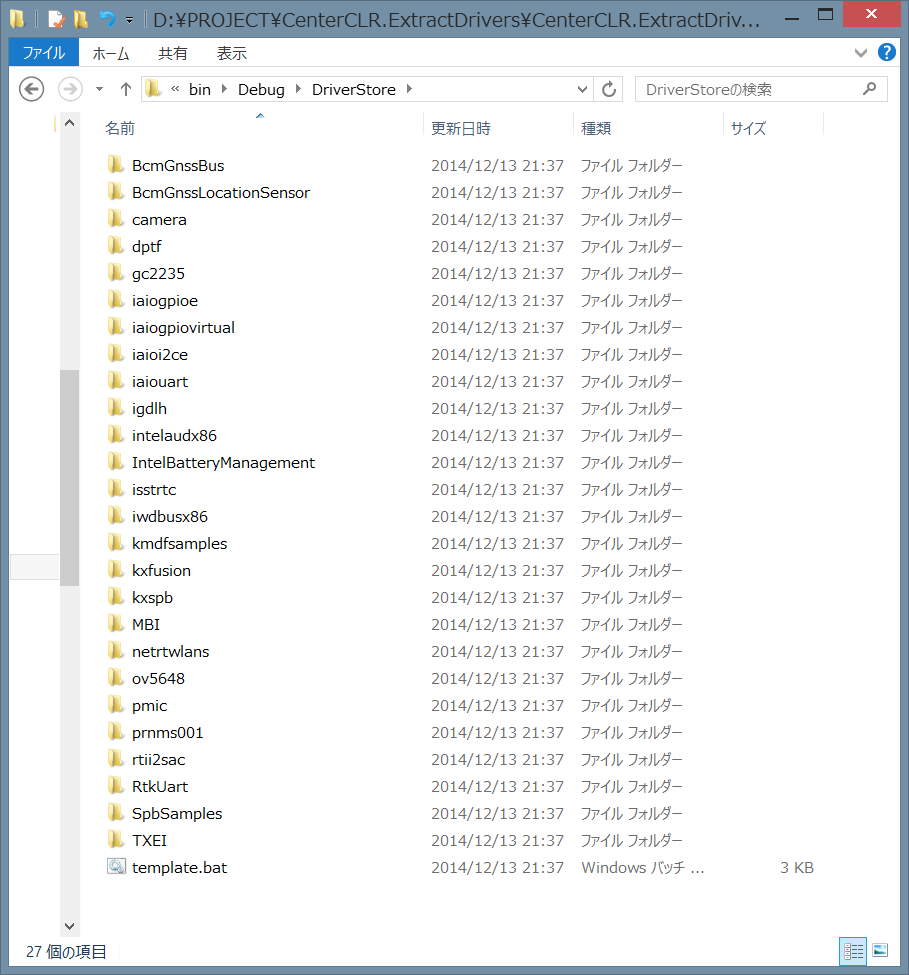 D:¥PROJECT¥CenterCLR.ExtractDrivers¥CenterCLR.ExtractDriv...
ファイル ホーム 共有 表示
« bin Debug DriverStore DriverStoreの検索
名前 更新日時 種類 サイズ
BcmGnssBus 2014/12/13 21:37 ファイル フォルダー
BcmGnssLocationSensor 2014/12/13 21:37 ファイル フォルダー
camera 2014/12/13 21:37 ファイル フォルダー
dptf 2014/12/13 21:37 ファイル フォルダー
gc2235 2014/12/13 21:37 ファイル フォルダー
iaiogpioe 2014/12/13 21:37 ファイル フォルダー
iaiogpiovirtual 2014/12/13 21:37 ファイル フォルダー
iaioi2ce 2014/12/13 21:37 ファイル フォルダー
iaiouart 2014/12/13 21:37 ファイル フォルダー
igdlh 2014/12/13 21:37 ファイル フォルダー
intelaudx86 2014/12/13 21:37 ファイル フォルダー
IntelBatteryManagement 2014/12/13 21:37 ファイル フォルダー
isstrtc 2014/12/13 21:37 ファイル フォルダー
iwdbusx86 2014/12/13 21:37 ファイル フォルダー
kmdfsamples 2014/12/13 21:37 ファイル フォルダー
kxfusion 2014/12/13 21:37 ファイル フォルダー
kxspb 2014/12/13 21:37 ファイル フォルダー
MBI 2014/12/13 21:37 ファイル フォルダー
netrtwlans 2014/12/13 21:37 ファイル フォルダー
ov5648 2014/12/13 21:37 ファイル フォルダー
pmic 2014/12/13 21:37 ファイル フォルダー
prnms001 2014/12/13 21:37 ファイル フォルダー
rtii2sac 2014/12/13 21:37 ファイル フォルダー
RtkUart 2014/12/13 21:37 ファイル フォルダー
SpbSamples 2014/12/13 21:37 ファイル フォルダー
TXEI 2014/12/13 21:37 ファイル フォルダー
template.bat 2014/12/13 21:37 Windows バッチ ... 3 KB
27 個の項目